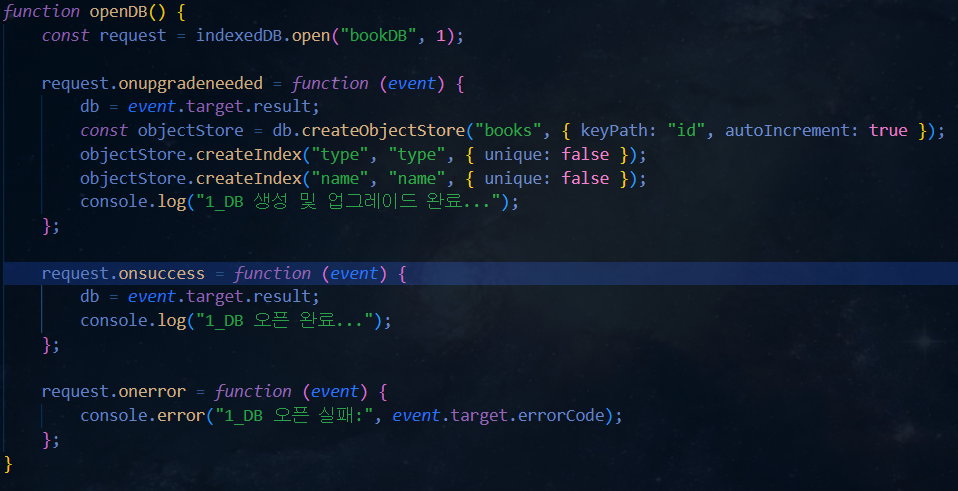 function openDB() {
    const request = indexedDB.open("bookDB", 1);
    request.onupgradeneeded = function (event) {
        db = event.target.result;
        const objectStore = db.createObjectStore("books", { keyPath: "id", autoIncrement: true });
        objectStore.createIndex("type", "type", { unique: false });
        objectStore.createIndex("name", "name", { unique: false });
        console.log("1_DB 생성 및 업그레이드 완료...");
    };
    request.onsuccess = function (event) {
        db = event.target.result;
        console.log("1_DB 오픈 완료...");
    };
    request.onerror = function (event) {
        console.error("1_DB 오픈 실패:", event.target.errorCode);
    };
}